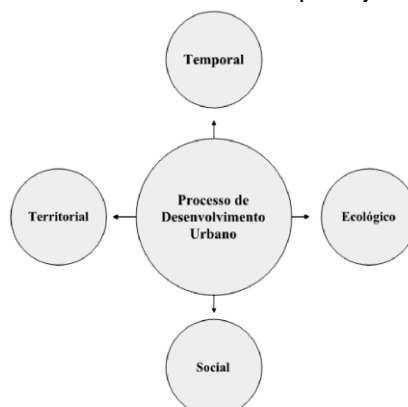 Temporal
Territorial
Processo de
Desenvolvimento
Urbano
Ecológico
Social